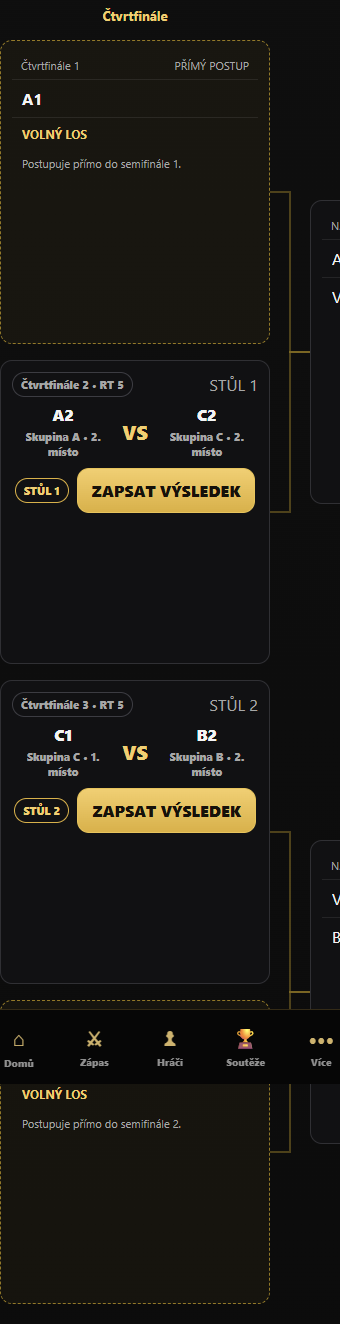 Čtvrtfinále
Čtvrtfinále 1 PŘÍMÝ POSTUP
A1
VOLNÝ LOS
Postupuje přímo do semifinále 1.
Čtvrtfinále 2 • RT 5 STŮL 1
A2 VS C2
Skupina A • 2. místo Skupina C • 2. místo
STŮL 1 ZAPSAT VÝSLEDEK
Čtvrtfinále 3 • RT 5 STŮL 2
C1 VS B2
Skupina C • 1. místo Skupina B • 2. místo
STŮL 2 ZAPSAT VÝSLEDEK
Domů Zápas Hráči Soutěže Více
VOLNÝ LOS
Postupuje přímo do semifinále 2.